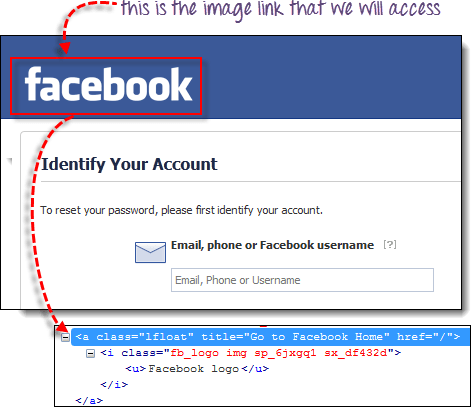 this is the image link that we will access
facebook
Identify Your Account
To reset your password, please first identify your account.
Email, phone or Facebook username [?]
Email, Phone or Username
<a class="lfloat" title="Go to Facebook Home" href="/">
<i class="fb_logo img sp_6jxgq1 sx_df432d">
<u>Facebook logo</u>
</i>
</a>